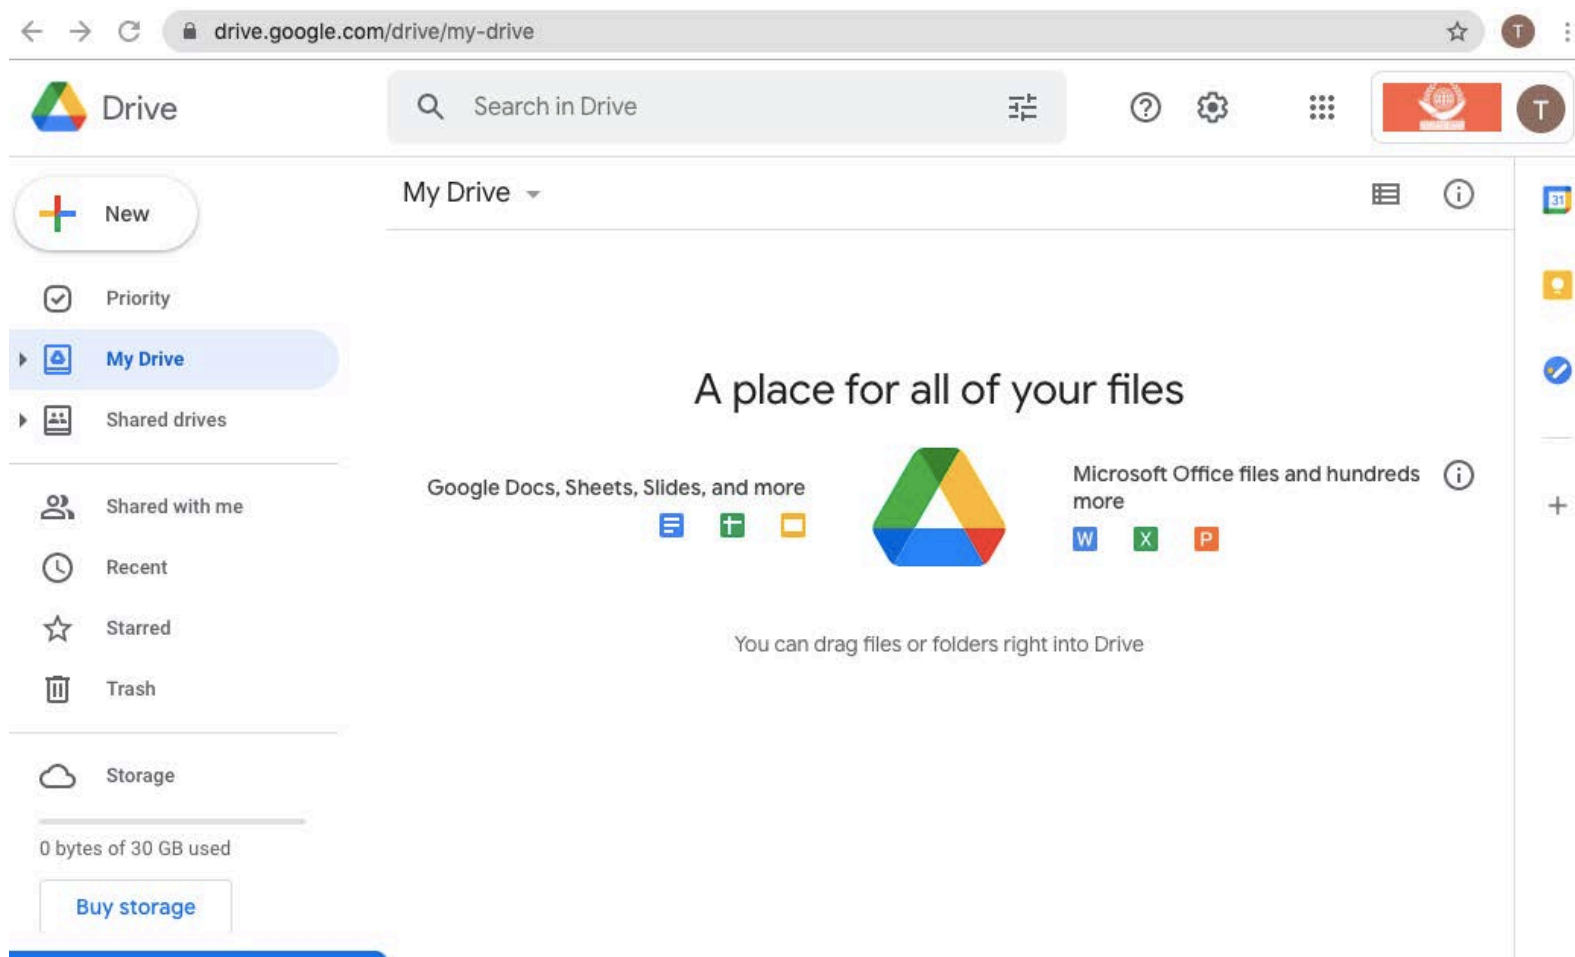 drive.google.com/drive/my-drive
T
Drive
Search in Drive
T
New
My Drive
31
Priority
My Drive
Shared drives
Shared with me
Recent
Starred
Trash
Storage
0 bytes of 30 GB used
Buy storage
A place for all of your files
Google Docs, Sheets, Slides, and more
Microsoft Office files and hundreds
more
W X P
You can drag files or folders right into Drive